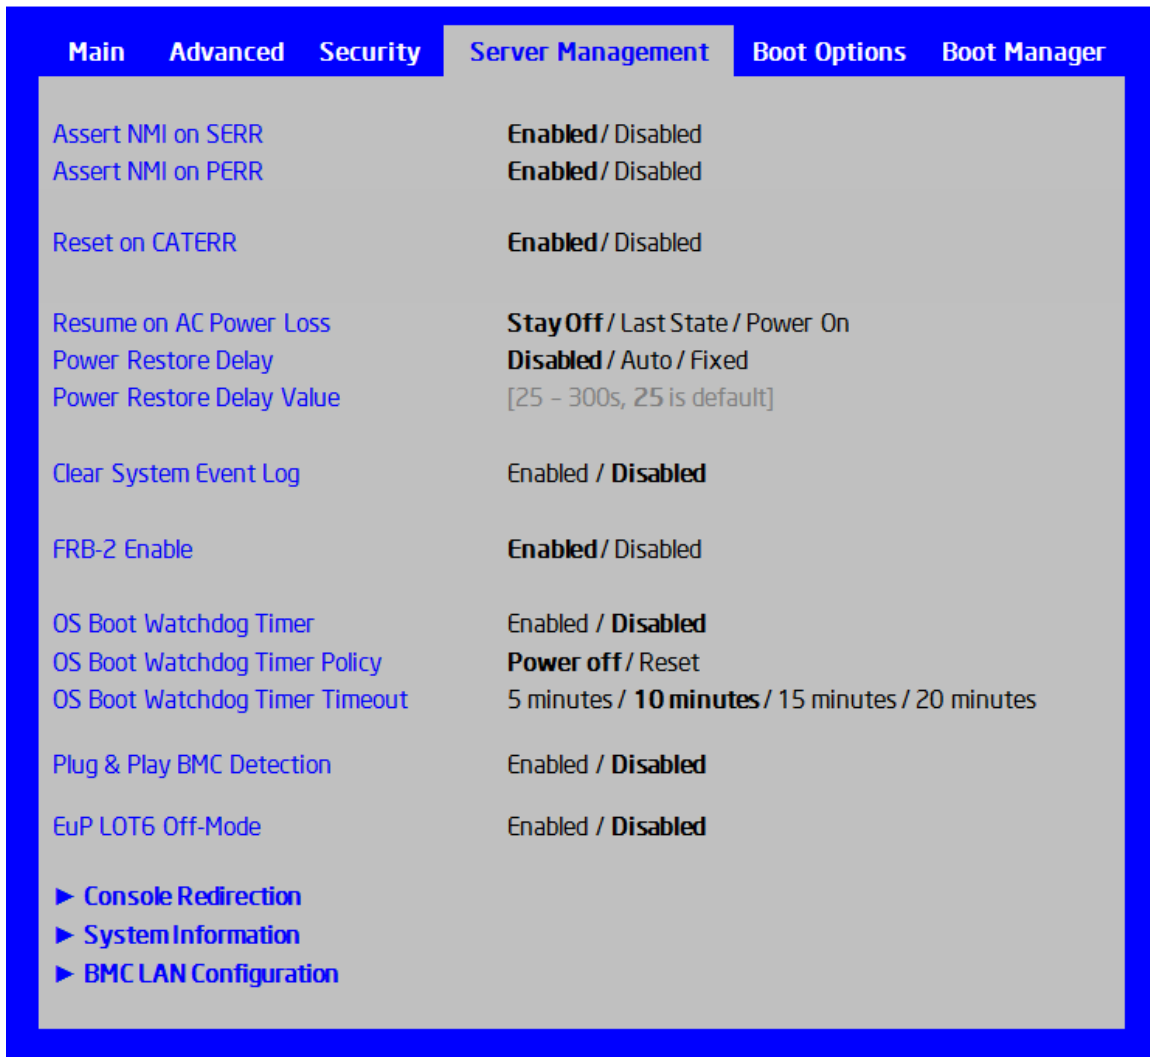 Main Advanced Security Server Management Boot Options Boot Manager
Assert NMI on SERR Enabled / Disabled
Assert NMI on PERR Enabled / Disabled
Reset on CATERR Enabled / Disabled
Resume on AC Power Loss Stay Off / Last State / Power On
Power Restore Delay Disabled / Auto / Fixed
Power Restore Delay Value [25 – 300s, 25 is default]
Clear System Event Log Enabled / Disabled
FRB-2 Enable Enabled / Disabled
OS Boot Watchdog Timer Enabled / Disabled
OS Boot Watchdog Timer Policy Power off / Reset
OS Boot Watchdog Timer Timeout 5 minutes / 10 minutes / 15 minutes / 20 minutes
Plug & Play BMC Detection Enabled / Disabled
EuP LOT6 Off-Mode Enabled / Disabled
► Console Redirection
► System Information
► BMC LAN Configuration